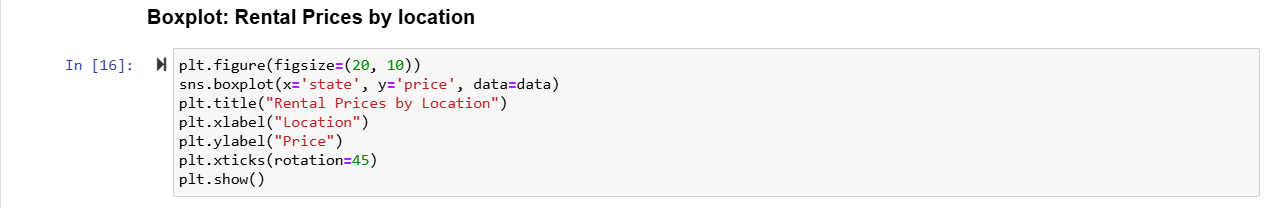 Boxplot: Rental Prices by location
In [16]:
plt.figure(figsize=(20, 10))
sns.boxplot(x='state', y='price', data=data)
plt.title("Rental Prices by Location")
plt.xlabel("Location")
plt.ylabel("Price")
plt.xticks(rotation=45)
plt.show()